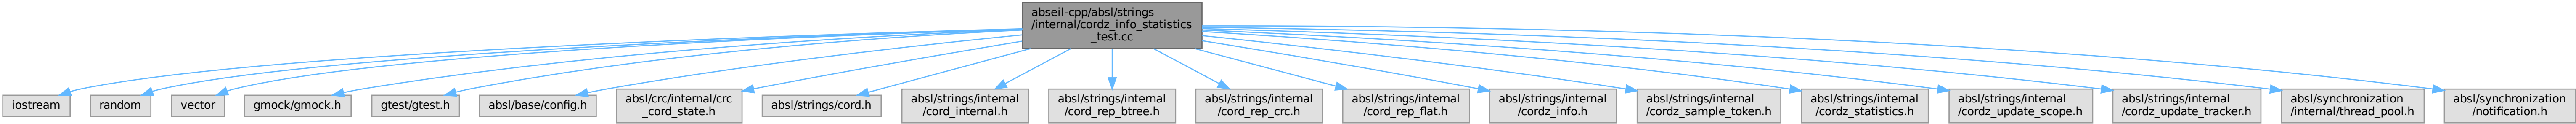 abseil-cpp/absl/strings
/internal/cordz_info_statistics
_test.cc
iostream
random
vector
gmock/gmock.h
gtest/gtest.h
absl/base/config.h
absl/crc/internal/crc
_cord_state.h
absl/strings/cord.h
absl/strings/internal
/cord_internal.h
absl/strings/internal
/cord_rep_btree.h
absl/strings/internal
/cord_rep_crc.h
absl/strings/internal
/cord_rep_flat.h
absl/strings/internal
/cordz_info.h
absl/strings/internal
/cordz_sample_token.h
absl/strings/internal
/cordz_statistics.h
absl/strings/internal
/cordz_update_scope.h
absl/strings/internal
/cordz_update_tracker.h
absl/synchronization
/internal/thread_pool.h
absl/synchronization
/notification.h